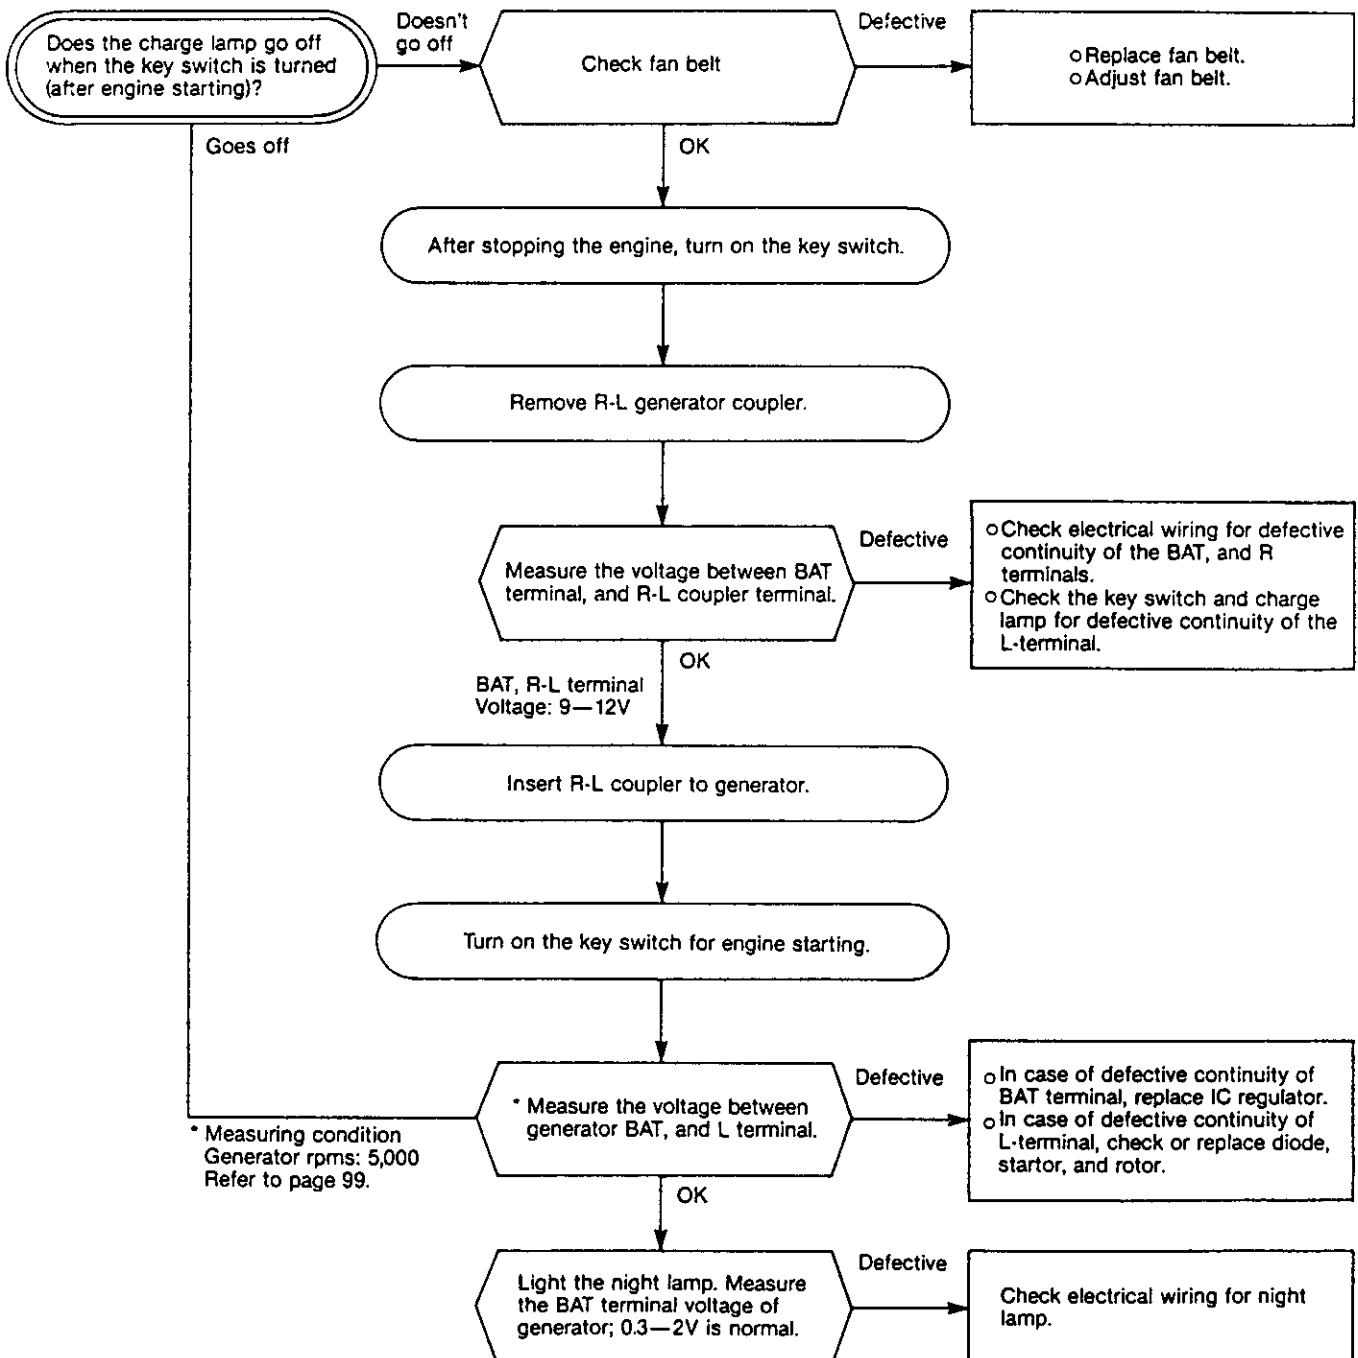 Does the charge lamp go off
when the key switch is turned
(after engine starting)?
Doesn't
go off
Check fan belt
Defective
○ Replace fan belt.
○ Adjust fan belt.
Goes off
OK
After stopping the engine, turn on the key switch.
Remove R-L generator coupler.
Measure the voltage between BAT
terminal, and R-L coupler terminal.
Defective
○ Check electrical wiring for defective
continuity of the BAT, and R
terminals.
○ Check the key switch and charge
lamp for defective continuity of the
L-terminal.
OK
BAT, R-L terminal
Voltage: 9—12V
Insert R-L coupler to generator.
Turn on the key switch for engine starting.
* Measure the voltage between
generator BAT, and L terminal.
Defective
○ In case of defective continuity of
BAT terminal, replace IC regulator.
○ In case of defective continuity of
L-terminal, check or replace diode,
startor, and rotor.
* Measuring condition
Generator rpms: 5,000
Refer to page 99.
OK
Light the night lamp. Measure
the BAT terminal voltage of
generator; 0.3—2V is normal.
Defective
Check electrical wiring for night
lamp.